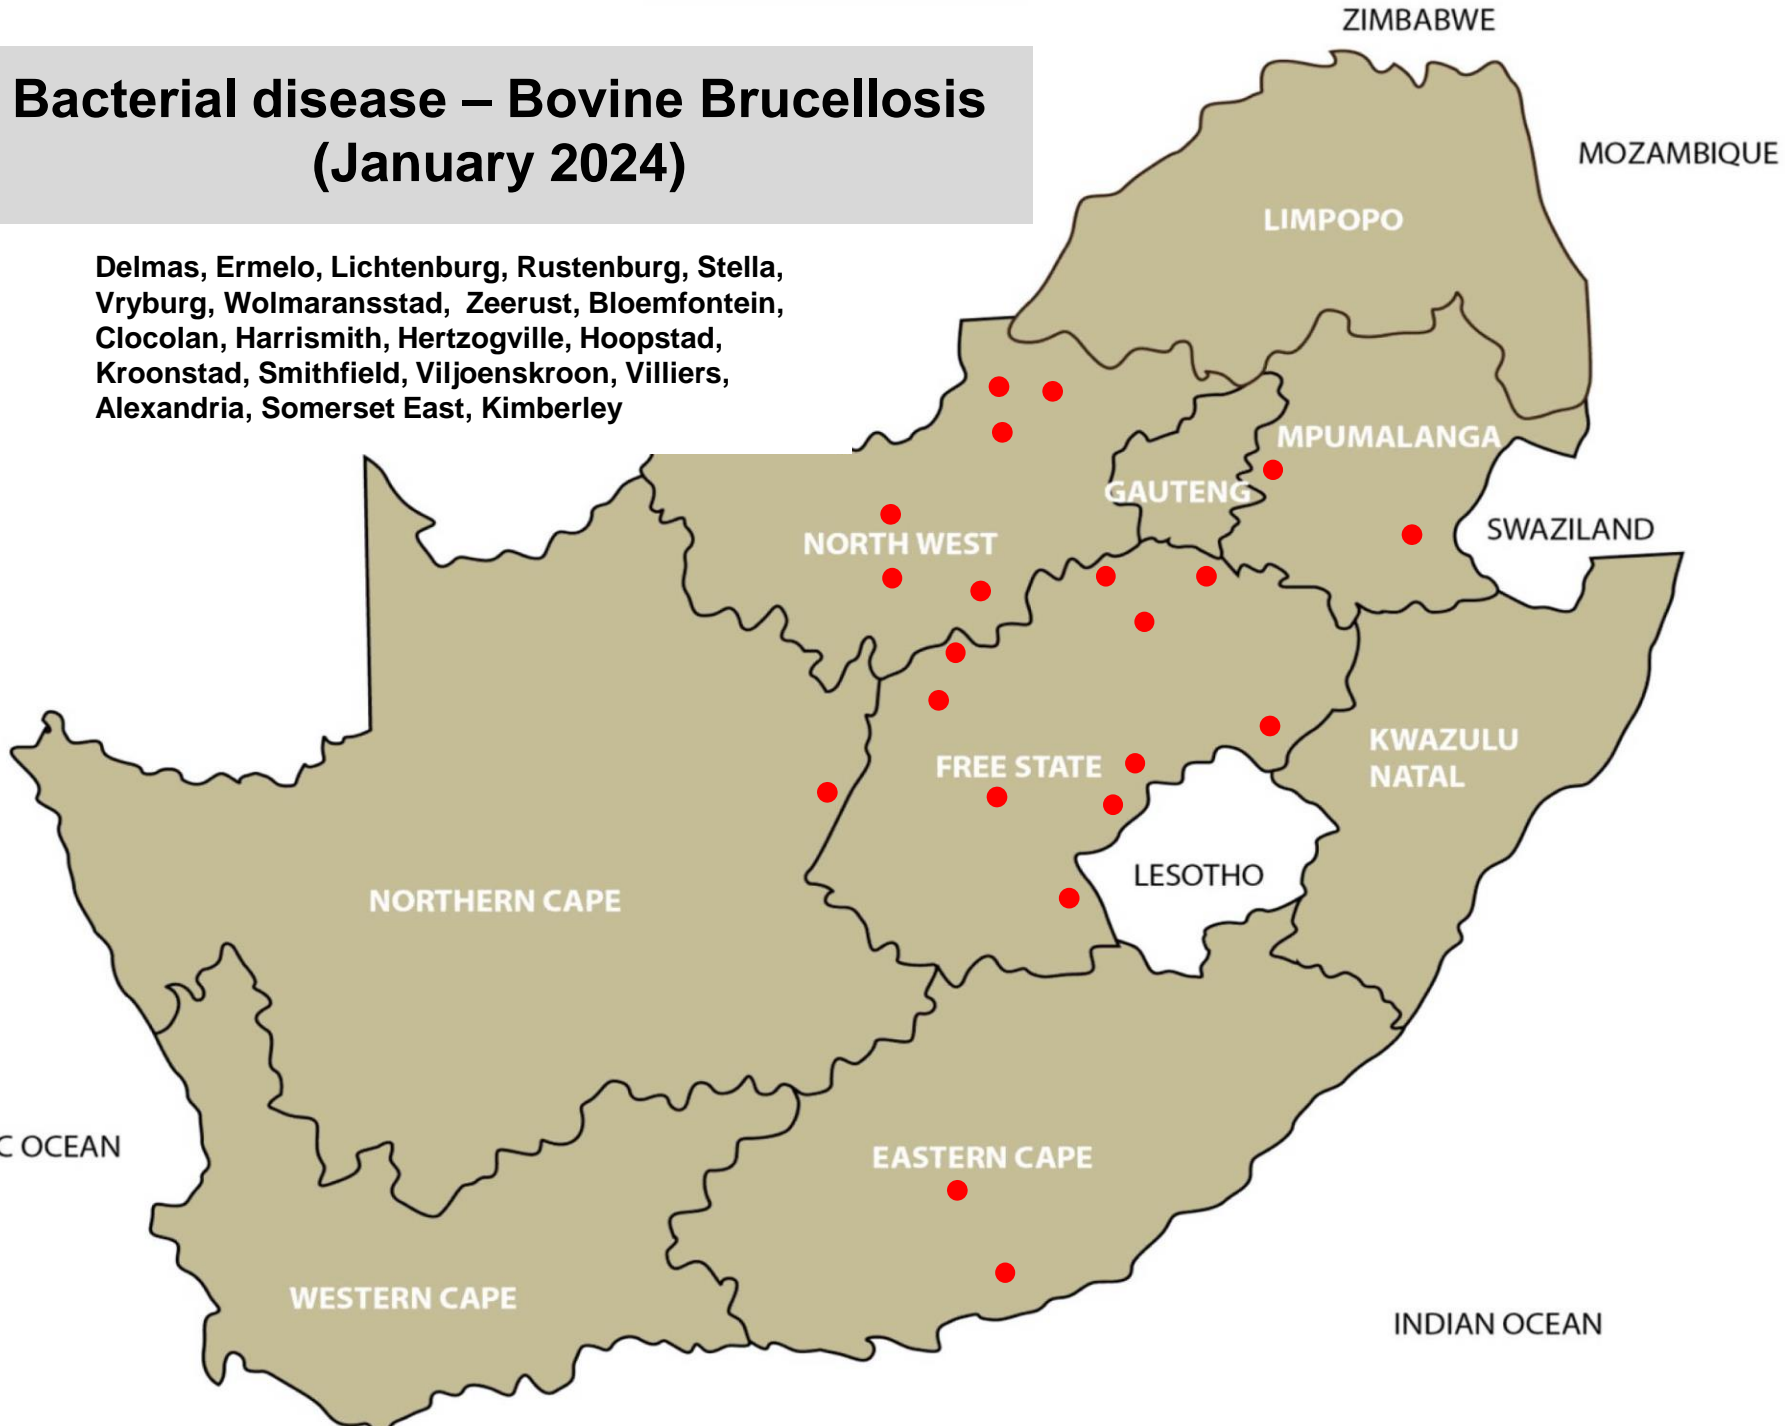 ZIMBABWE
Bacterial disease – Bovine Brucellosis
(January 2024)
MOZAMBIQUE
LIMPOPO
Delmas, Ermelo, Lichtenburg, Rustenburg, Stella,
Vryburg, Wolmaransstad, Zeerust, Bloemfontein,
Clocolan, Harrismith, Hertzogville, Hoopstad,
Kroonstad, Smithfield, Viljoenskroon, Villiers,
Alexandria, Somerset East, Kimberley
MPUMALANGA
GAUTENG
SWAZILAND
NORTH WEST
KWAZULU
NATAL
FREE STATE
LESOTHO
NORTHERN CAPE
C OCEAN
EASTERN CAPE
WESTERN CAPE
INDIAN OCEAN